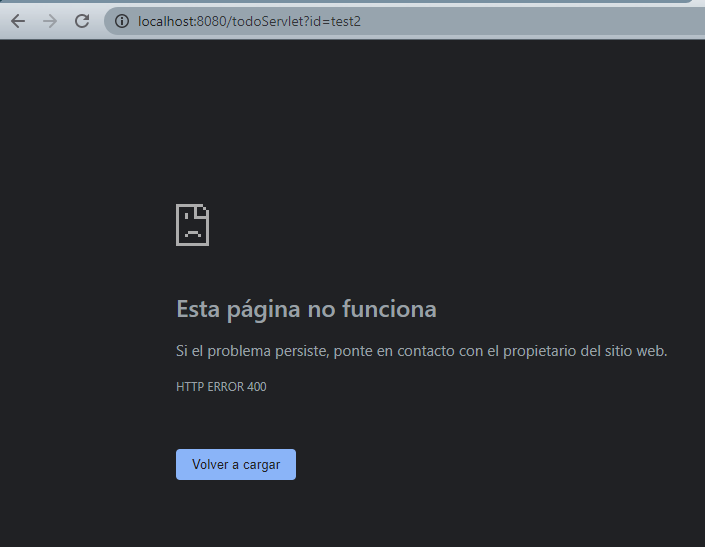 localhost:8080/todoServlet?id=test2
Esta página no funciona
Si el problema persiste, ponte en contacto con el propietario del sitio web.
HTTP ERROR 400
Volver a cargar